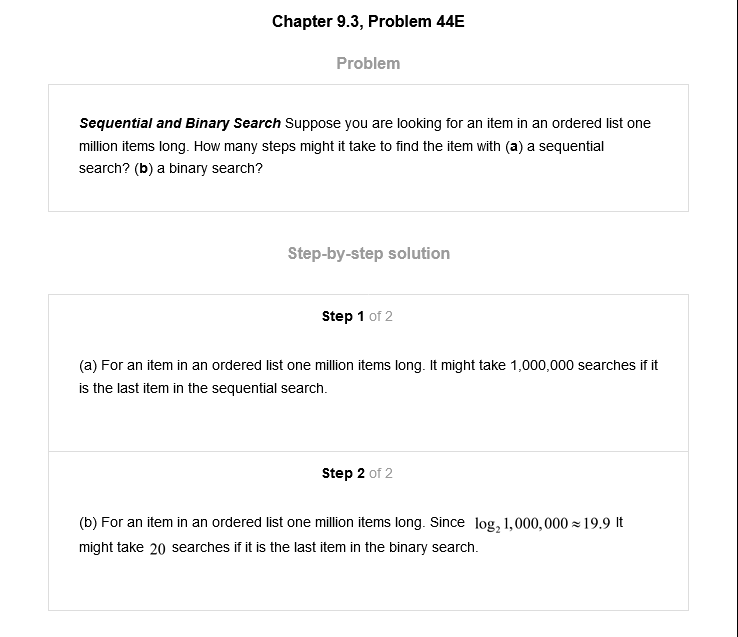 Chapter 9.3, Problem 44E
Problem
Sequential and Binary Search Suppose you are looking for an item in an ordered list one
million items long. How many steps might it take to find the item with (a) a sequential
search? (b) a binary search?
Step-by-step solution
Step 1 of 2
(a) For an item in an ordered list one million items long. It might take 1,000,000 searches if it
is the last item in the sequential search.
Step 2 of 2
(b) For an item in an ordered list one million items long. Since log₂ 1,000,000 ≈ 19.9 It
might take 20 searches if it is the last item in the binary search.